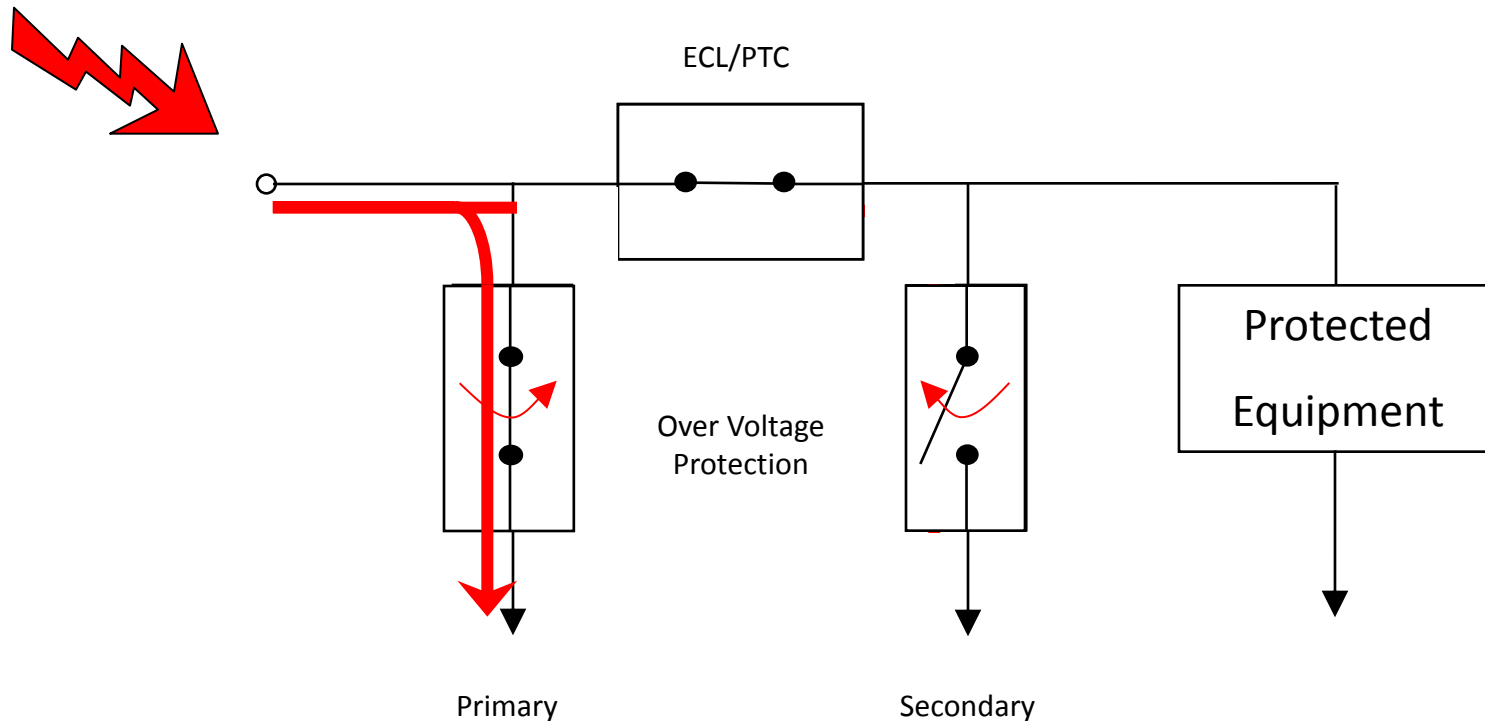 ECL/PTC
Over Voltage
Protection
Protected
Equipment
Primary
Secondary